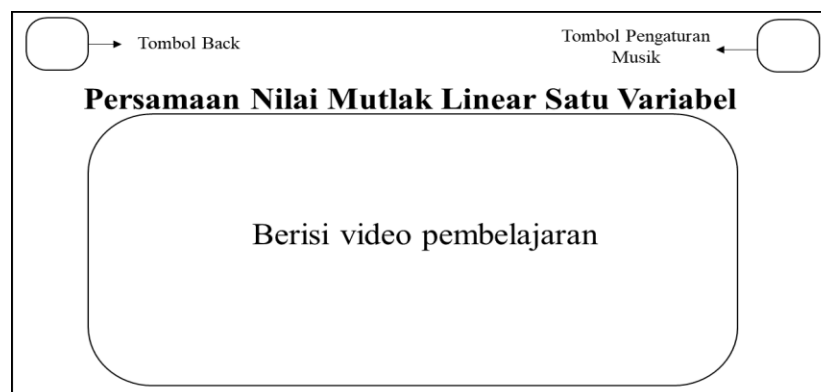 Tombol Back
Tombol Pengaturan
Musik
Persamaan Nilai Mutlak Linear Satu Variabel
Berisi video pembelajaran